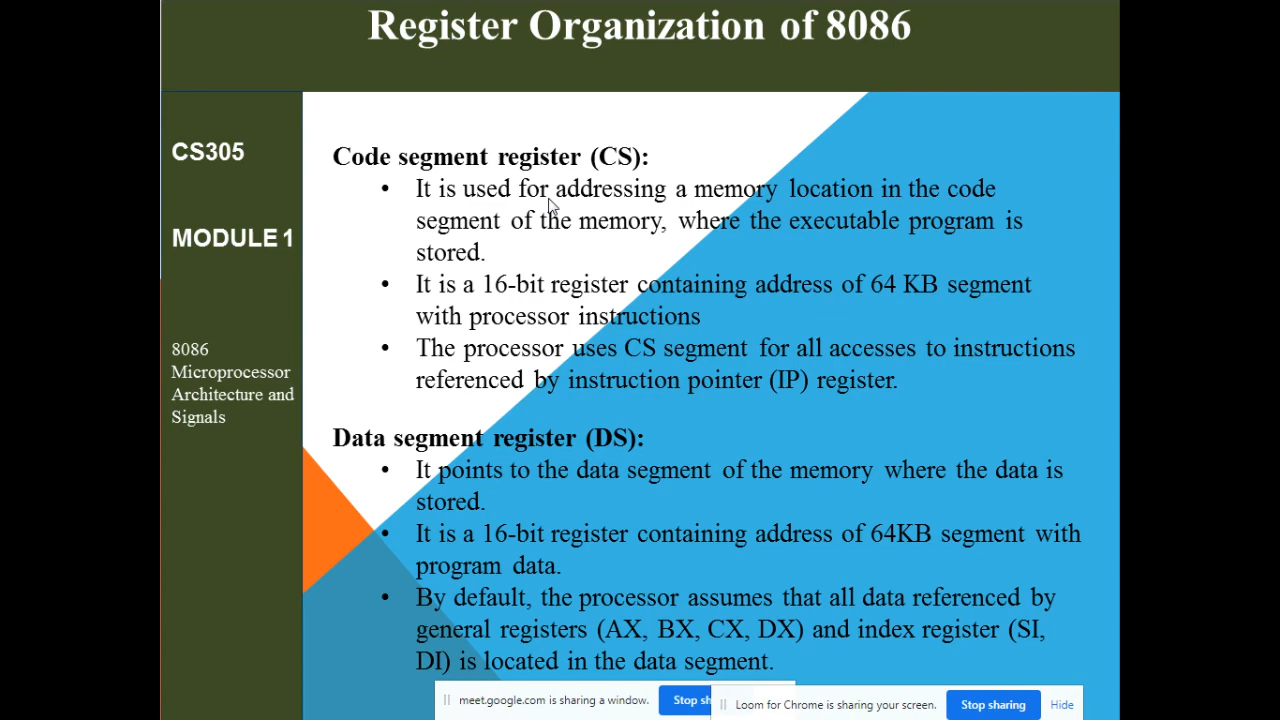 Register Organization of 8086
CS305
MODULE 1
8086
Microprocessor
Architecture and
Signals
Code segment register (CS):
• It is used for addressing a memory location in the code
segment of the memory, where the executable program is
stored.
• It is a 16-bit register containing address of 64 KB segment
with processor instructions
• The processor uses CS segment for all accesses to instructions
referenced by instruction pointer (IP) register.
Data segment register (DS):
• It points to the data segment of the memory where the data is
stored.
• It is a 16-bit register containing address of 64KB segment with
program data.
• By default, the processor assumes that all data referenced by
general registers (AX, BX, CX, DX) and index register (SI,
DI) is located in the data segment.
meet.google.com is sharing a window. Stop sh
Loom for Chrome is sharing your screen. Stop sharing Hide